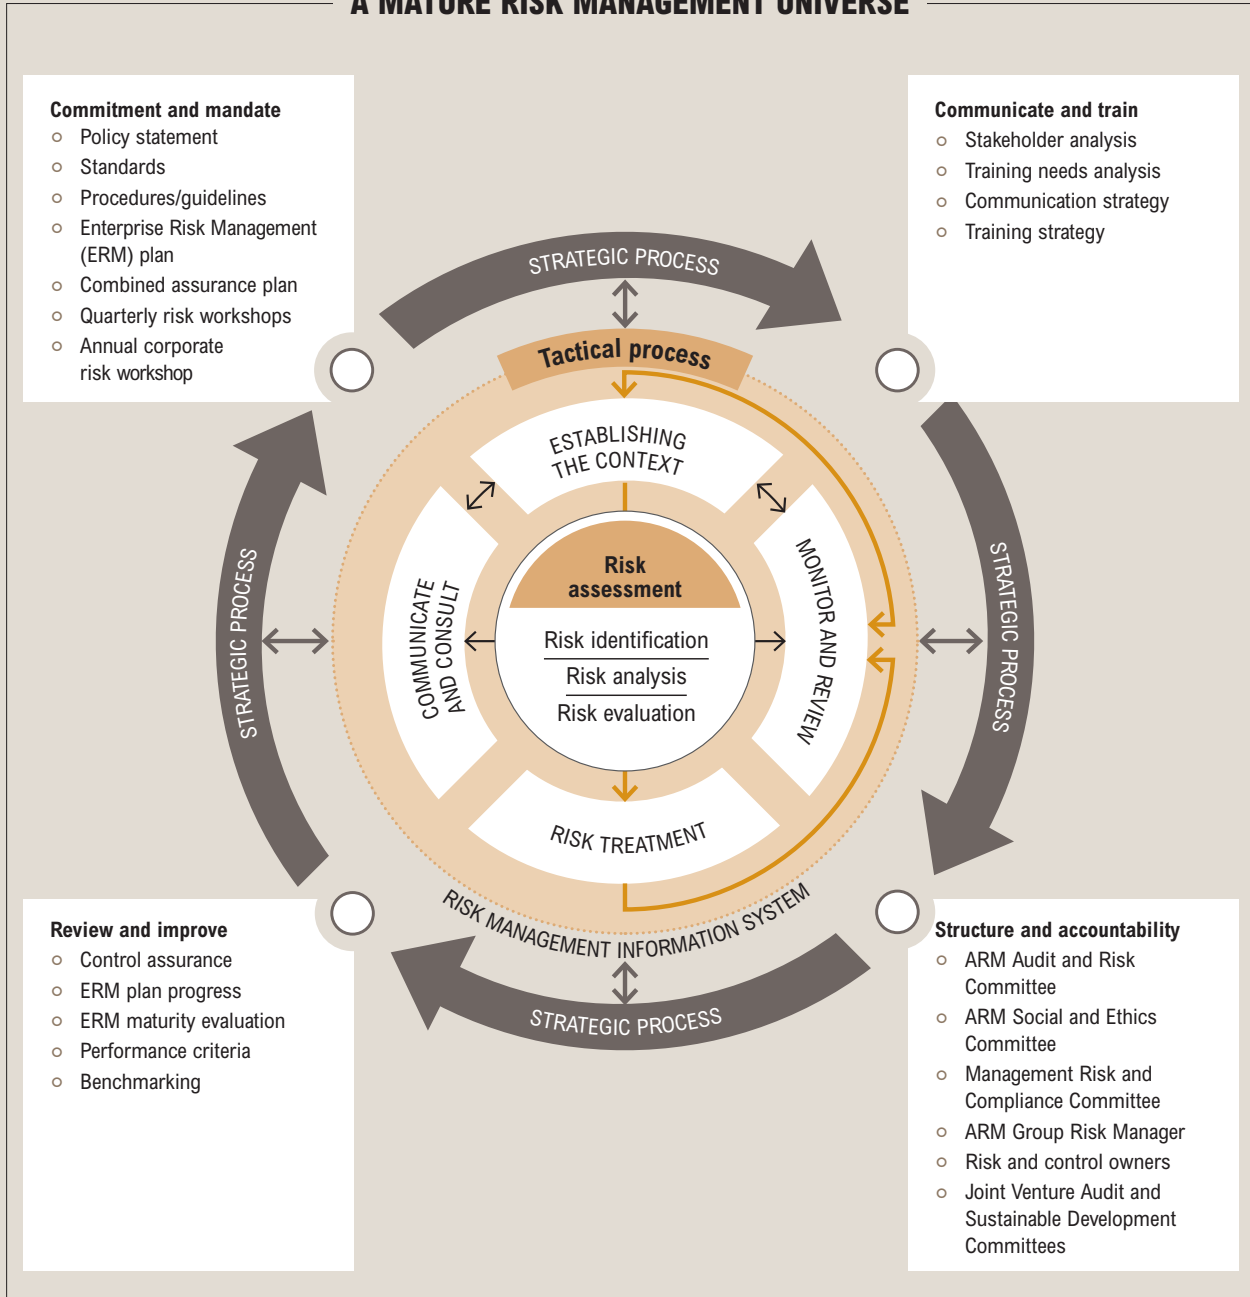 A MATURE RISK MANAGEMENT UNIVERSE
Commitment and mandate
Policy statement
Standards
Procedures/guidelines
Enterprise Risk Management
(ERM) plan
Combined assurance plan
Quarterly risk workshops
Annual corporate
risk workshop
Communicate and train
Stakeholder analysis
Training needs analysis
Communication strategy
Training strategy
STRATEGIC PROCESS
Tactical process
ESTABLISHING
THE CONTEXT
Risk
assessment
Risk identification
Risk analysis
Risk evaluation
COMMUNICATE
AND CONSULT
MONITOR AND REVIEW
STRATEGIC PROCESS
STRATEGIC PROCESS
RISK TREATMENT
RISK MANAGEMENT INFORMATION SYSTEM
STRATEGIC PROCESS
Review and improve
Control assurance
ERM plan progress
ERM maturity evaluation
Performance criteria
Benchmarking
Structure and accountability
ARM Audit and Risk
Committee
ARM Social and Ethics
Committee
Management Risk and
Compliance Committee
ARM Group Risk Manager
Risk and control owners
Joint Venture Audit and
Sustainable Development
Committees